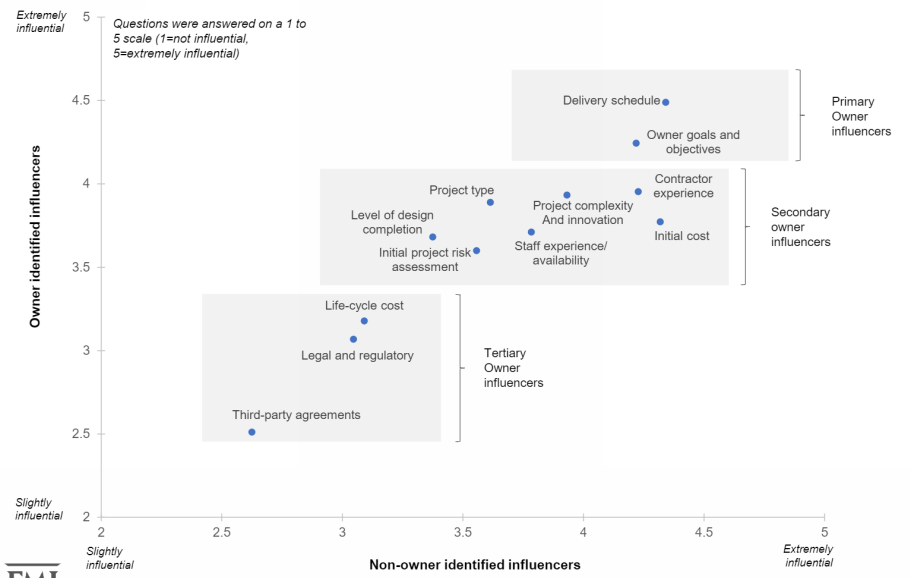 Extremely
influential
5
Questions were answered on a 1 to
5 scale (1=not influential,
5=extremely influential)
4.5
Delivery schedule
Primary
Owner
influencers
Owner goals and
objectives
Owner identified influencers
4
Contractor
experience
Project type
Project complexity
And innovation
Level of design
completion
Secondary
owner
influencers
Initial cost
Staff experience/
availability
Initial project risk
assessment
3.5
Life-cycle cost
3
Legal and regulatory
Tertiary
Owner
influencers
Third-party agreements
2.5
Slightly
influential
2
2
2.5
3
3.5
4
4.5
5
Slightly
influential
Non-owner identified influencers
Extremely
influential